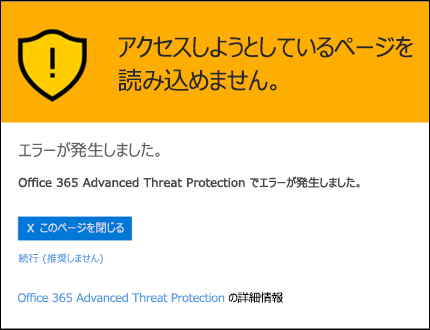 アクセスしようとしているページを
読み込めません。
エラーが発生しました。
Office 365 Advanced Threat Protection でエラーが発生しました。
X このページを閉じる
続行 (推奨しません)
Office 365 Advanced Threat Protection の詳細情報